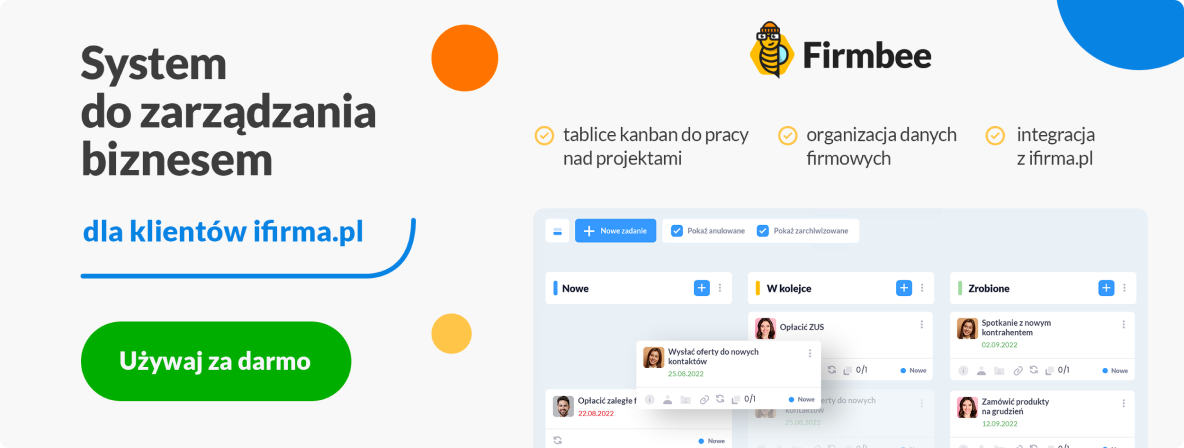 System
do zarządzania
biznesem
dla klientów ifirma.pl
Używaj za darmo
Firmbee
tablice kanban do pracy
nad projektami
organizacja danych
firmowych
integracja
z ifirma.pl
Nowe zadanie
Pokaż anulowane
Pokaż zarchiwizowane
Nowe
W kolejce
Zrobione
Opłacić ZUS
0/1
Nowe
Wysłać oferty do nowych
kontaktów
25.08.2022
0/1
Nowe
Opłacić zaległe f
22.08.2022
Nowe
erty do nowych
kontaktów
25.08.2022
Spotkanie z nowym
kontrahentem
02.09.2022
0/1
Nowe
Zamówić produkty
na grudzień
12.09.2022
0/1
Nowe